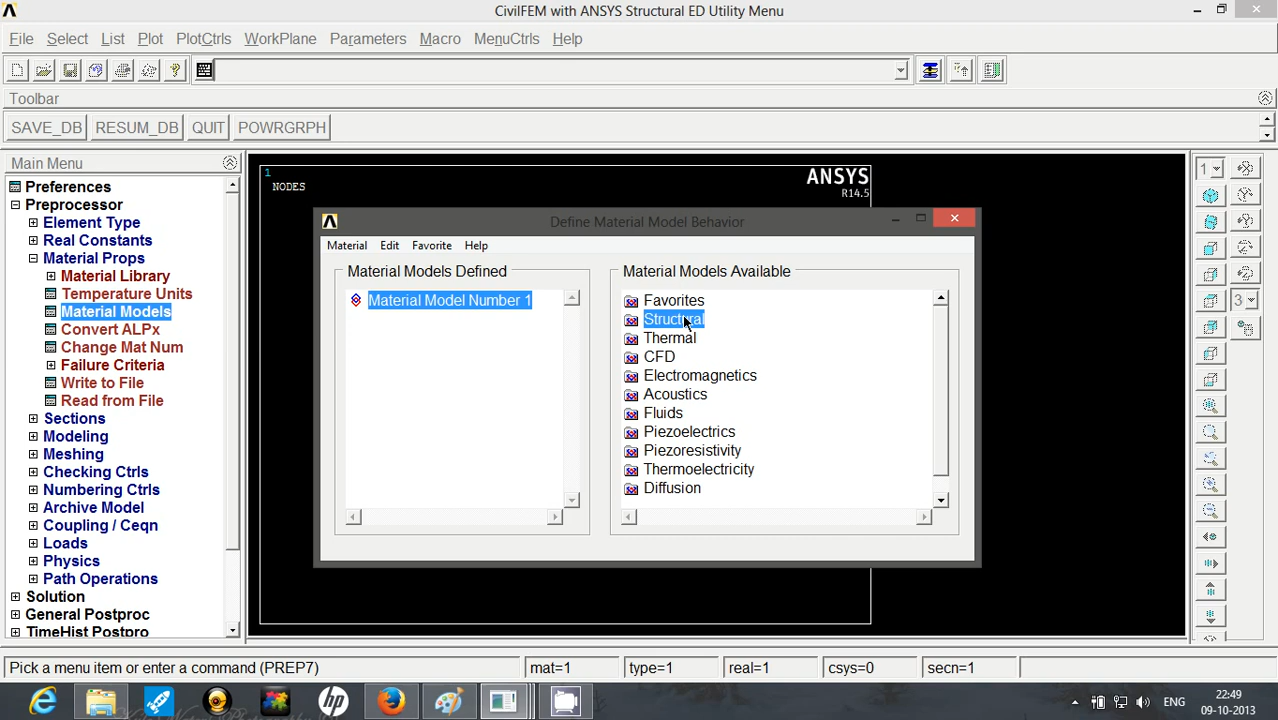 CivilFEM with ANSYS Structural ED Utility Menu
File Select List Plot PlotCtrls WorkPlane Parameters Macro MenuCtrls Help
Toolbar
SAVE_DB RESUM_DB QUIT POWRGRPH
Main Menu
Preferences
Preprocessor
Element Type
Real Constants
Material Props
Material Library
Temperature Units
Material Models
Convert ALPx
Change Mat Num
Failure Criteria
Write to File
Read from File
Sections
Modeling
Meshing
Checking Ctrls
Numbering Ctrls
Archive Model
Coupling / Ceqn
Loads
Physics
Path Operations
Solution
General Postproc
TimeHist Postpro
1
NODES
ANSYS
R14.5
Define Material Model Behavior
Material Edit Favorite Help
Material Models Defined
Material Model Number 1
Material Models Available
Favorites
Structural
Thermal
CFD
Electromagnetics
Acoustics
Fluids
Piezoelectrics
Piezoresistivity
Thermoelectricity
Diffusion
1
3
Pick a menu item or enter a command (PREP7) mat=1 type=1 real=1 csys=0 secn=1
hp
ENG
22:49
09-10-2013